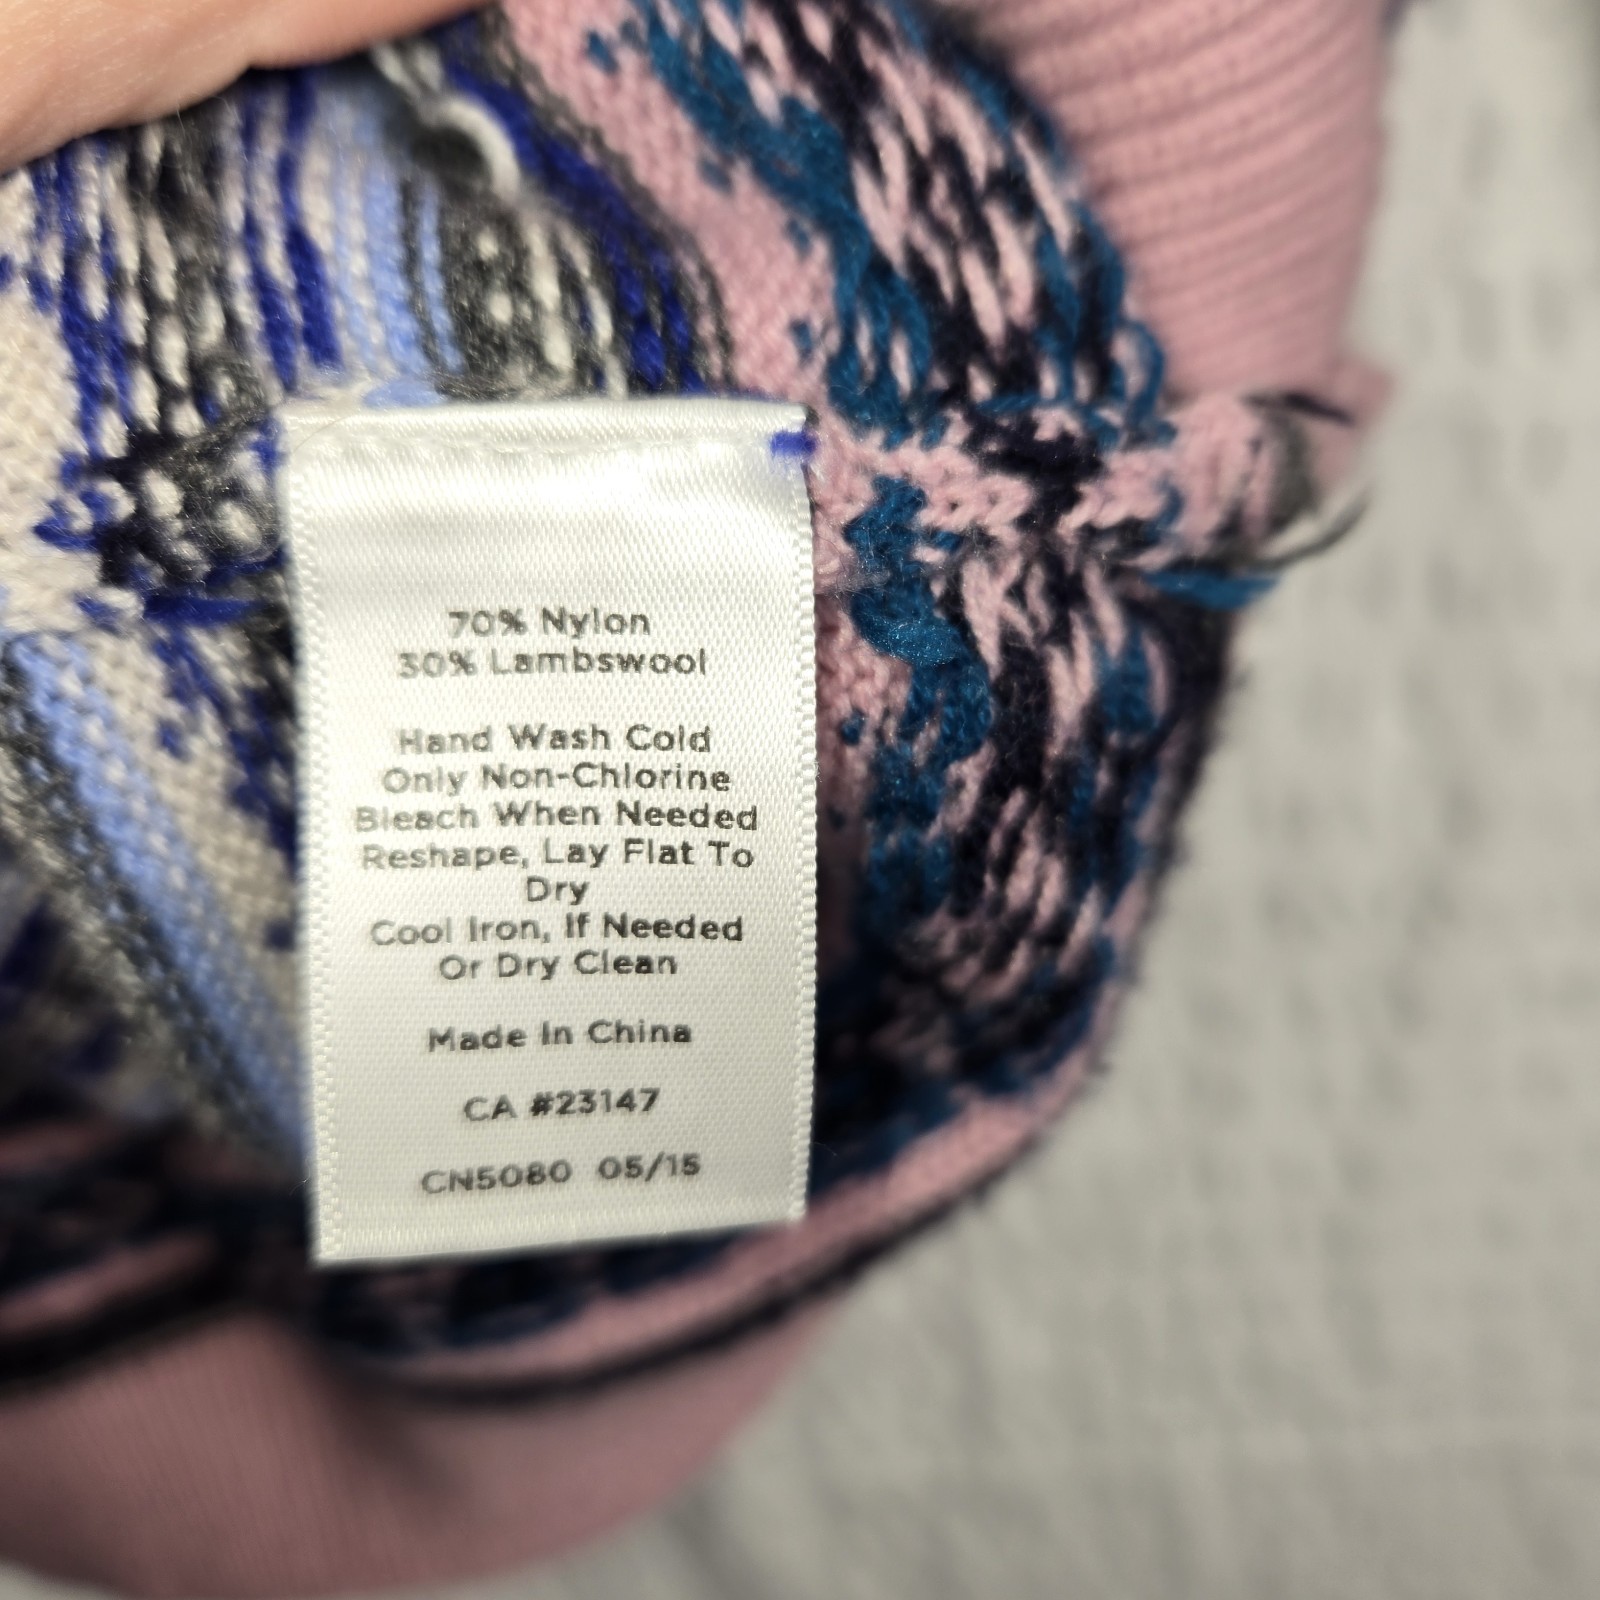 70% Nylon
30% Lambswool
Hand Wash Cold
Only Non-Chlorine
Bleach When Needed
Reshape, Lay Flat To
Dry
Cool Iron, If Needed
Or Dry Clean
Made In China
CA #23147
CN5080 05/15